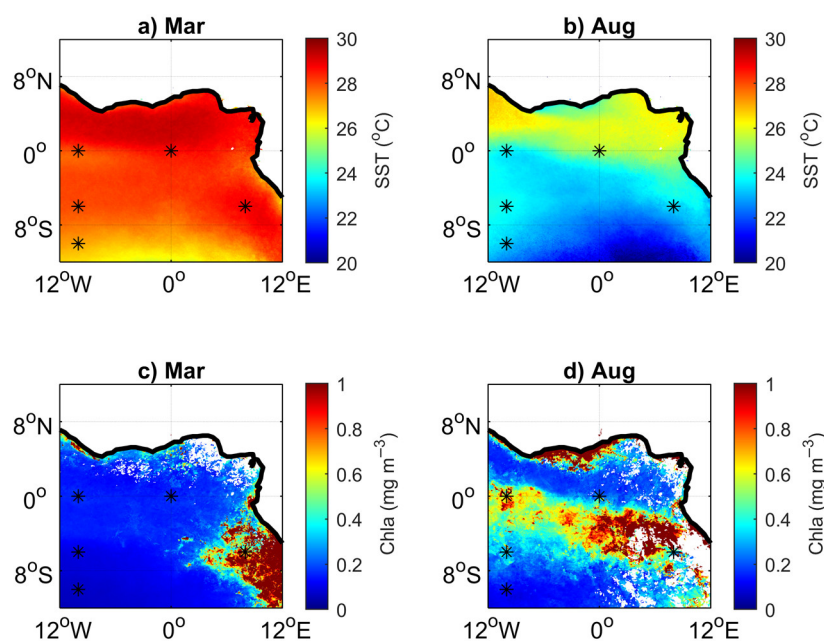 a) Mar
8°N
0°
8°S
12°W 0° 12°E
30
28
26
24
22
20
SST (°C)
b) Aug
8°N
0°
8°S
12°W 0° 12°E
30
28
26
24
22
20
SST (°C)
c) Mar
8°N
0°
8°S
12°W 0° 12°E
1
0.8
0.6
0.4
0.2
0
Chla (mg m⁻³)
d) Aug
8°N
0°
8°S
12°W 0° 12°E
1
0.8
0.6
0.4
0.2
0
Chla (mg m⁻³)